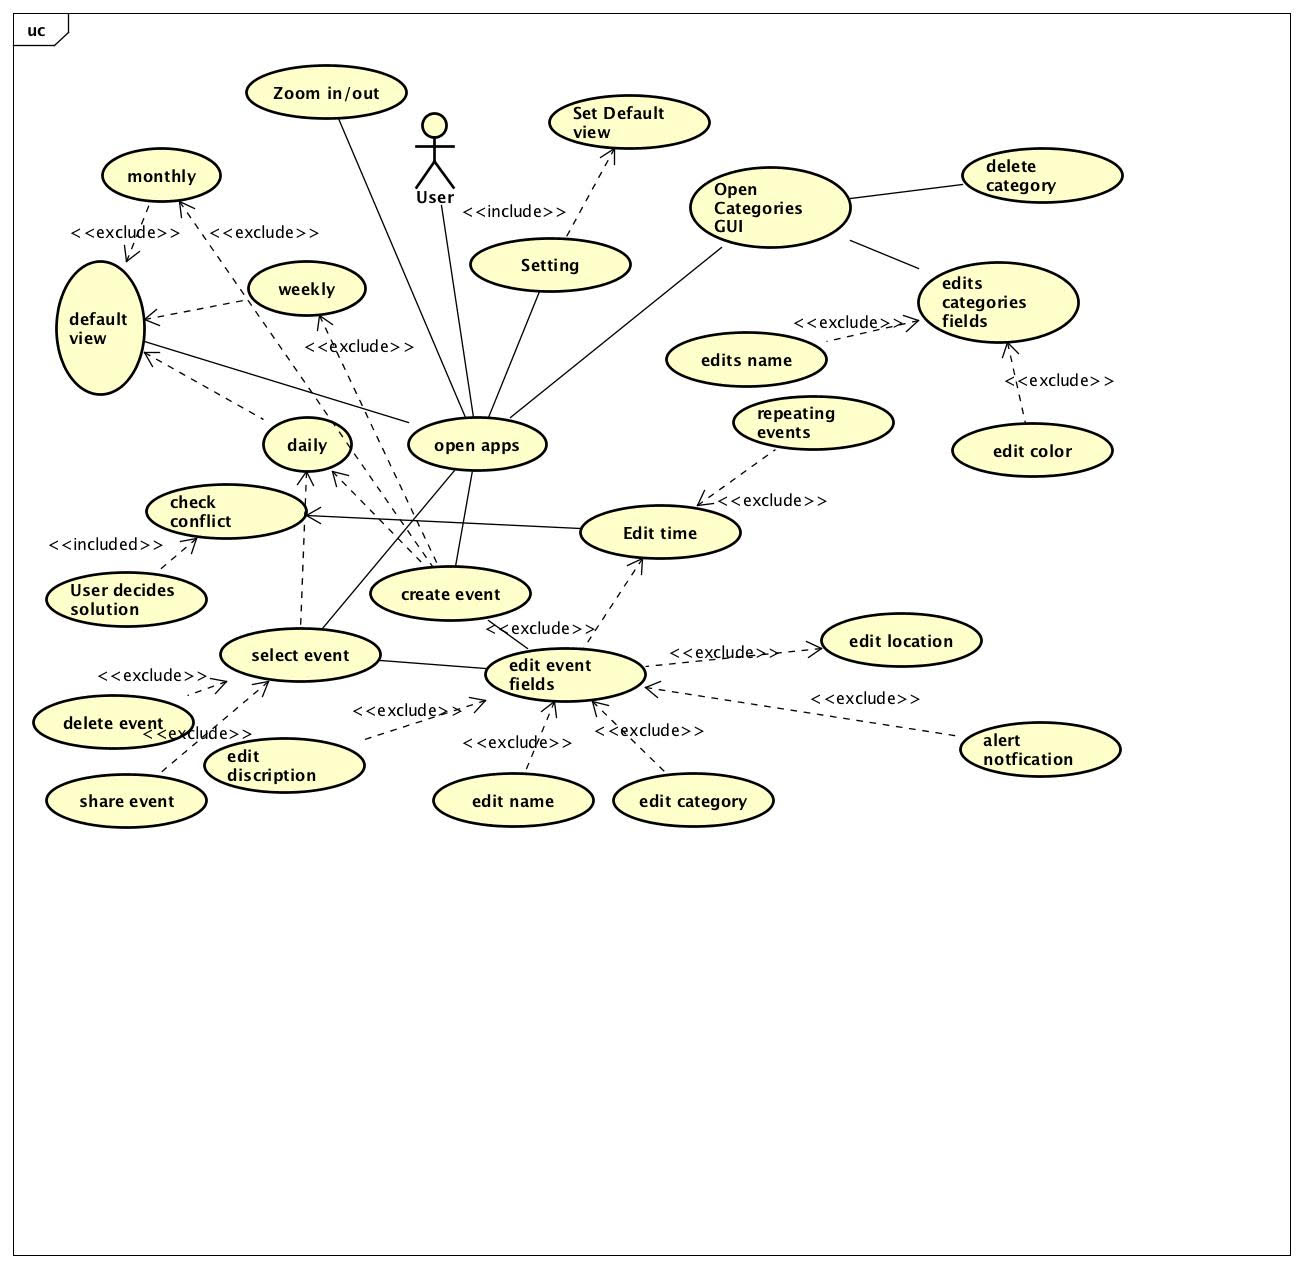 uc
Zoom in/out
Set Default
view
User
monthly
delete
category
Open
Categories
GUI
<<include>>
<<exclude>>
<<exclude>>
Setting
weekly
edits
categories
fields
default
view
<<exclude>>
<<exclude>>
edits name
<<exclude>>
repeating
events
daily
open apps
edit color
check
conflict
<<exclude>>
Edit time
<<included>>
User decides
solution
create event
<<exclude>>
edit location
select event
<<exclude>>
edit event
fields
<<exclude>>
<<exclude>>
delete event
<<exclude>>
<<exclude>>
<<exclude>>
<<exclude>>
edit
discription
alert
notfication
share event
edit name
edit category